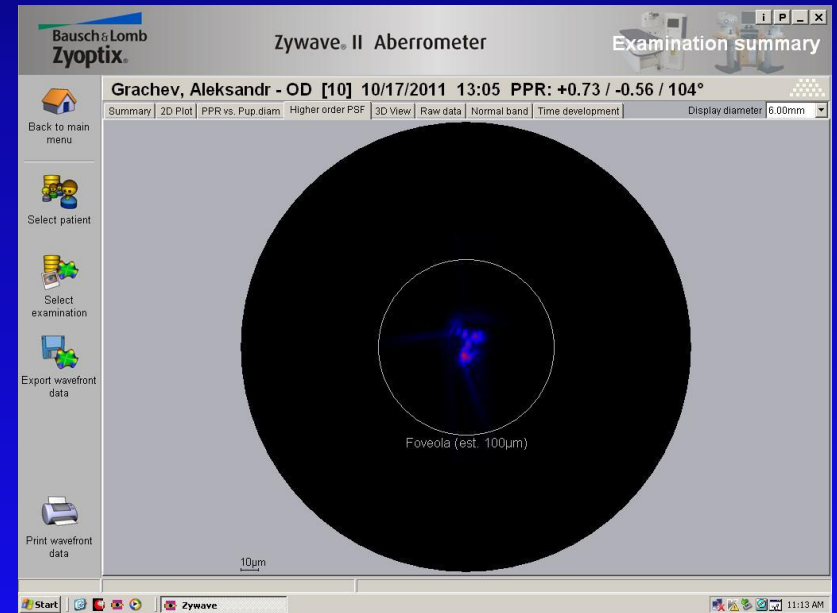 Bausch & Lomb
Zyoptix®
Zywave® II Aberrometer
i P _ x
Examination summary
Grachev, Aleksandr - OD [10] 10/17/2011 13:05 PPR: +0.73 / -0.56 / 104°
Summary 2D Plot PPR vs. Pup.diam Higher order PSF 3D View Raw data Normal band Time development Display diameter 6.00mm
Back to main
menu
Select patient
Select
examination
Export wavefront
data
Print wavefront
data
Foveola (est. 100µm)
10µm
Start Zywave 11:13 AM